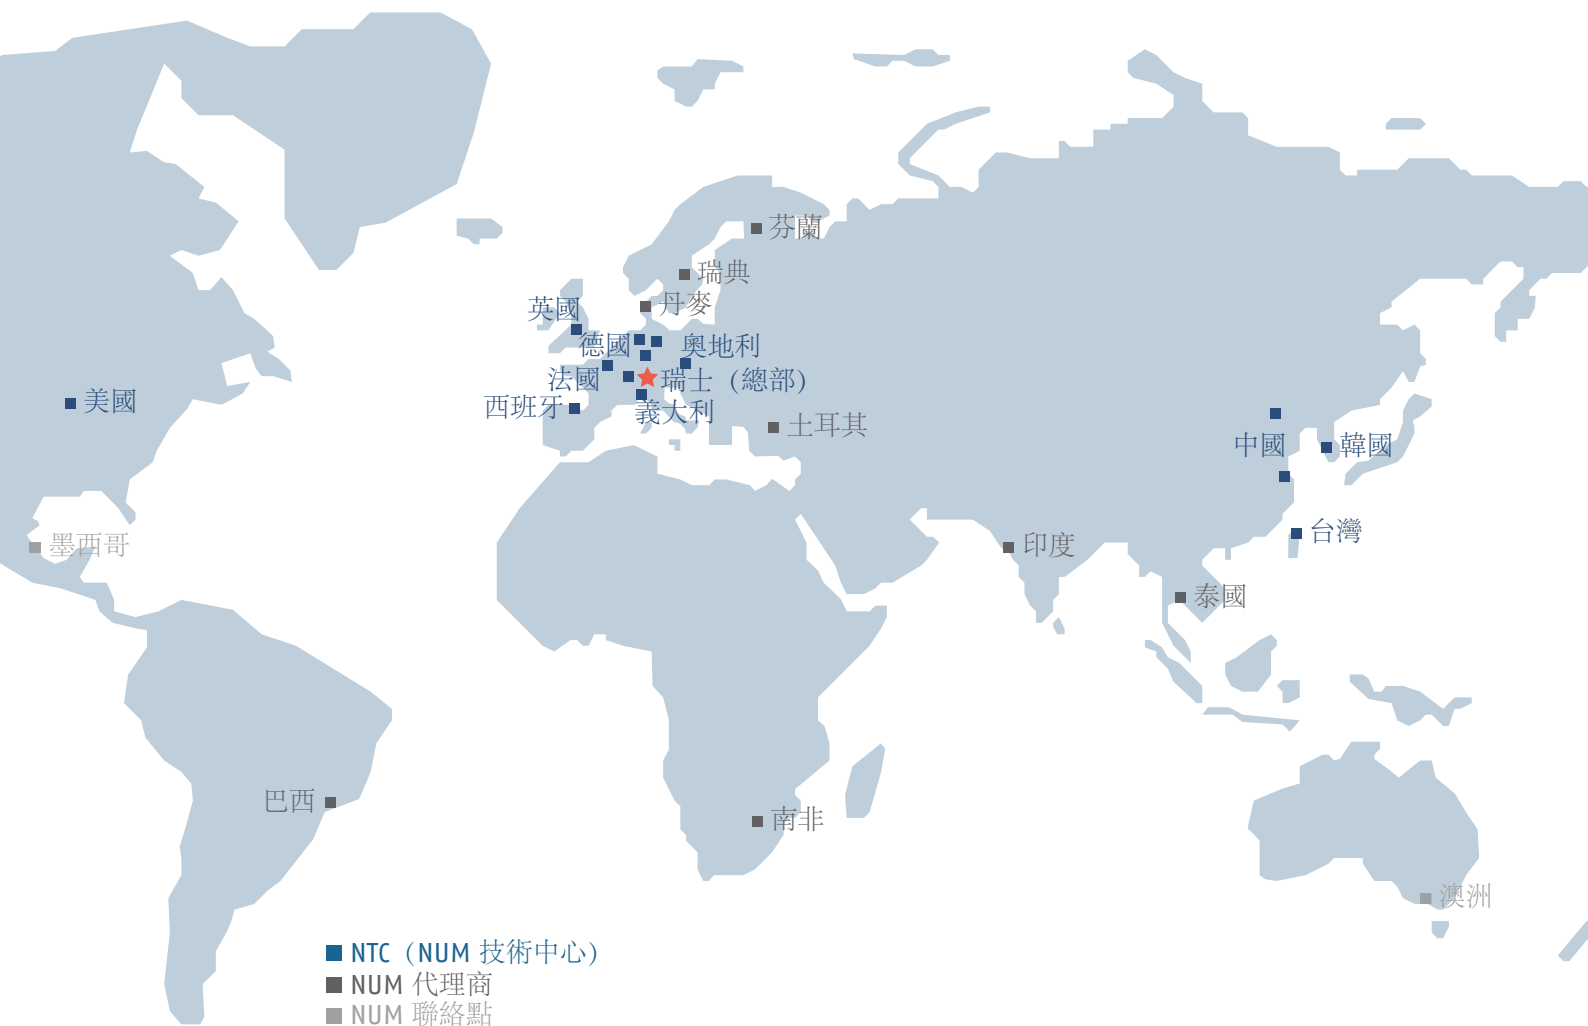 芬蘭
瑞典
丹麥
英國
德國
奧地利
法國
瑞士（總部）
美國
西班牙
義大利
土耳其
中國
韓國
台灣
墨西哥
印度
泰國
巴西
南非
澳洲
NTC（NUM 技術中心）
NUM 代理商
NUM 聯絡點